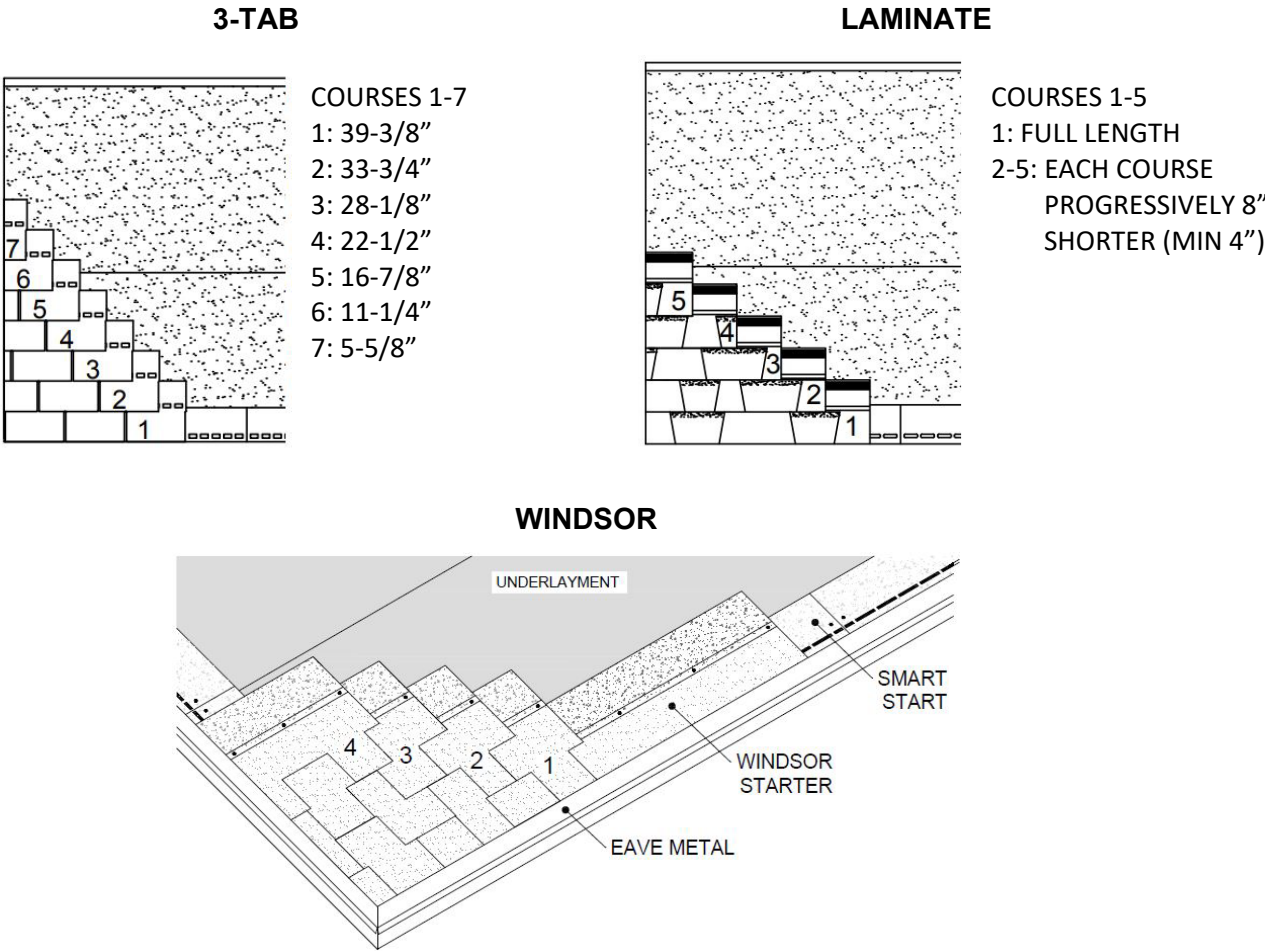 3-TAB
COURSES 1-7
1: 39-3/8”
2: 33-3/4”
3: 28-1/8”
4: 22-1/2”
5: 16-7/8”
6: 11-1/4”
7: 5-5/8”
7
6
5
4
3
2
1
LAMINATE
COURSES 1-5
1: FULL LENGTH
2-5: EACH COURSE
PROGRESSIVELY 8”
SHORTER (MIN 4”)
5
4
3
2
1
WINDSOR
UNDERLAYMENT
SMART
START
4
3
2
1
WINDSOR
STARTER
EAVE METAL